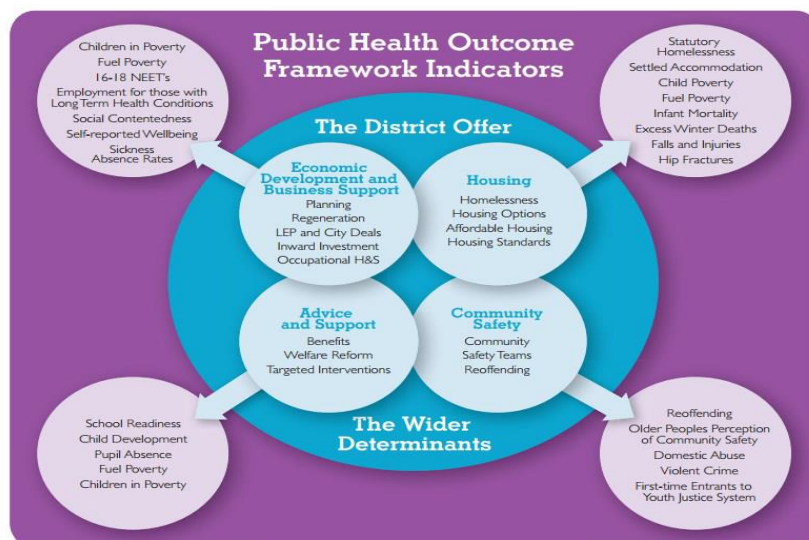 Public Health Outcome
Framework Indicators
Children in Poverty
Fuel Poverty
16-18 NEET's
Employment for those with
Long Term Health Conditions
Social Contentedness
Self-reported Wellbeing
Sickness
Absence Rates
Statutory
Homelessness
Settled Accommodation
Child Poverty
Fuel Poverty
Infant Mortality
Excess Winter Deaths
Falls and Injuries
Hip Fractures
The District Offer
Economic
Development and
Business Support
Planning
Regeneration
LEP and City Deals
Inward Investment
Occupational H&S
Housing
Homelessness
Housing Options
Affordable Housing
Housing Standards
Advice
and Support
Benefits
Welfare Reform
Targeted Interventions
Community
Safety
Community
Safety Teams
Reoffending
The Wider
Determinants
School Readiness
Child Development
Pupil Absence
Fuel Poverty
Children in Poverty
Reoffending
Older Peoples Perception
of Community Safety
Domestic Abuse
Violent Crime
First-time Entrants to
Youth Justice System